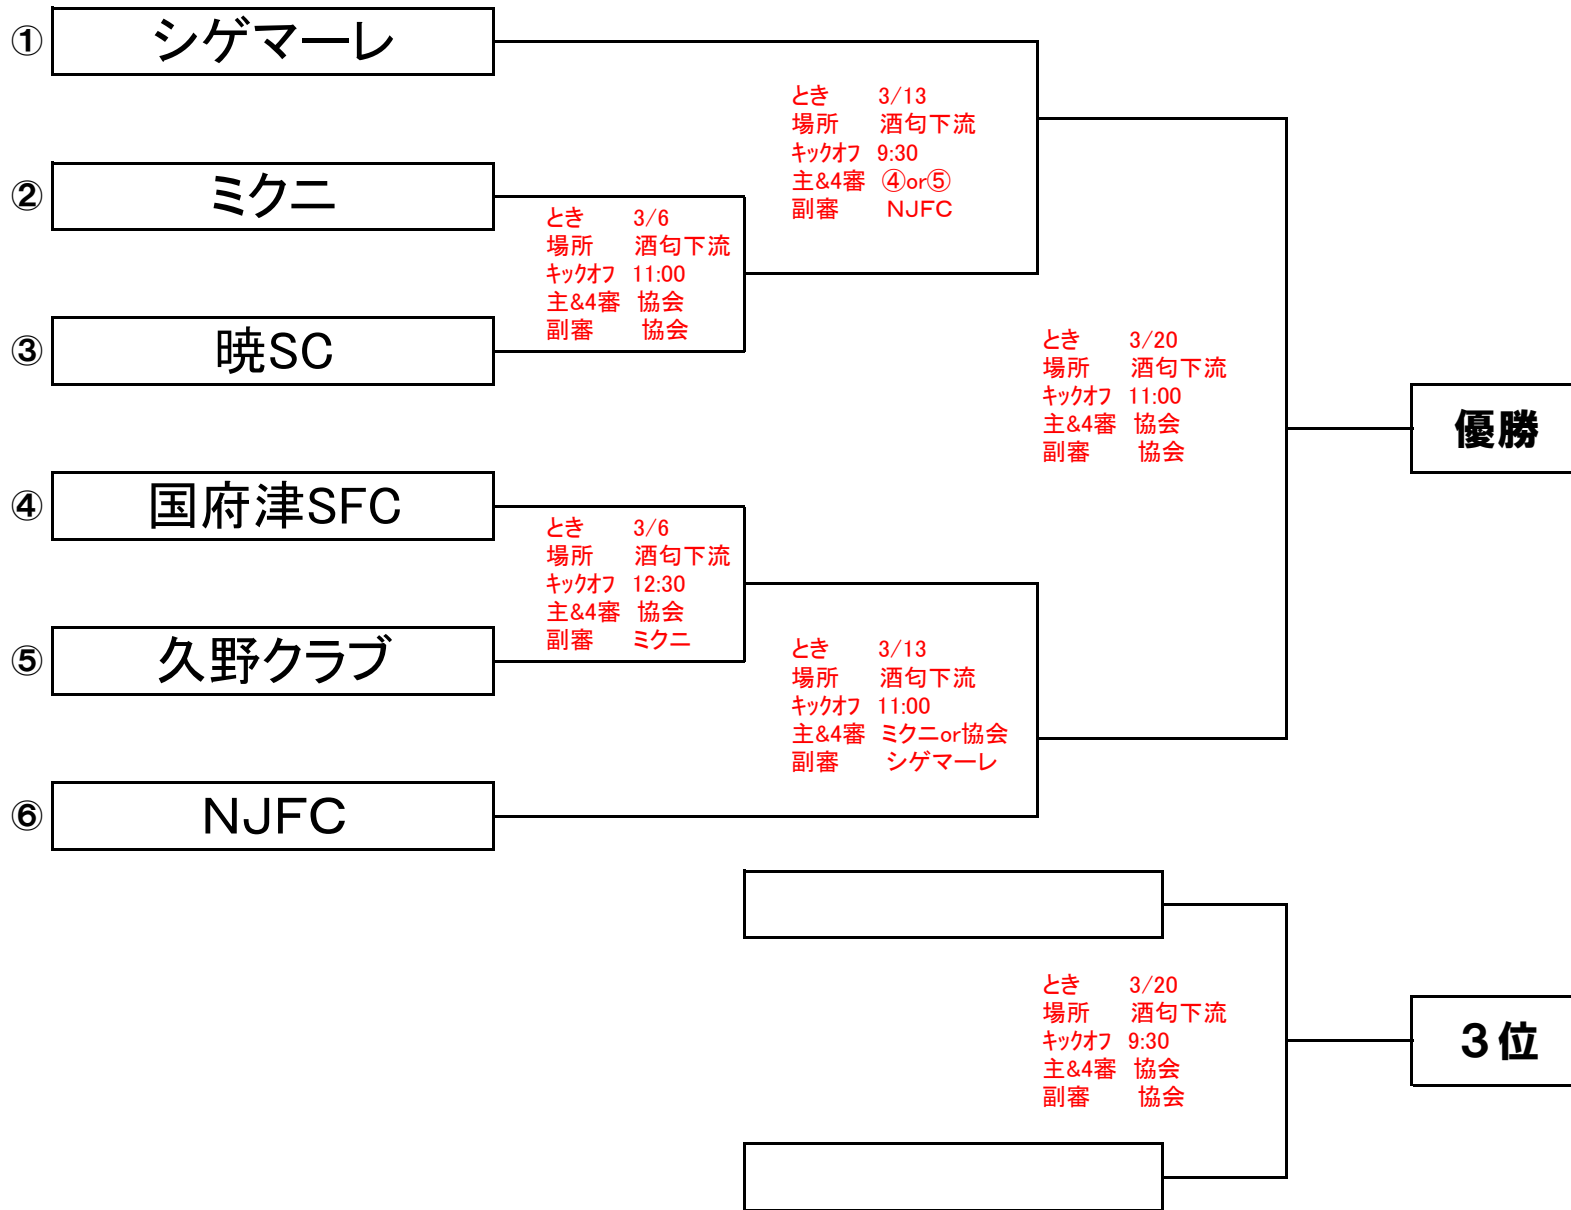 ① シゲマーレ
とき 3/13
場所 酒匂下流
キックオフ 9:30
主&4審 ④or⑤
副審 NJFC
② ミクニ
とき 3/6
場所 酒匂下流
キックオフ 11:00
主&4審 協会
副審 協会
③ 暁SC
とき 3/20
場所 酒匂下流
キックオフ 11:00
主&4審 協会
副審 協会
優勝
④ 国府津SFC
とき 3/6
場所 酒匂下流
キックオフ 12:30
主&4審 協会
副審 ミクニ
⑤ 久野クラブ
とき 3/13
場所 酒匂下流
キックオフ 11:00
主&4審 ミクニor協会
副審 シゲマーレ
⑥ NJFC
とき 3/20
場所 酒匂下流
キックオフ 9:30
主&4審 協会
副審 協会
3位